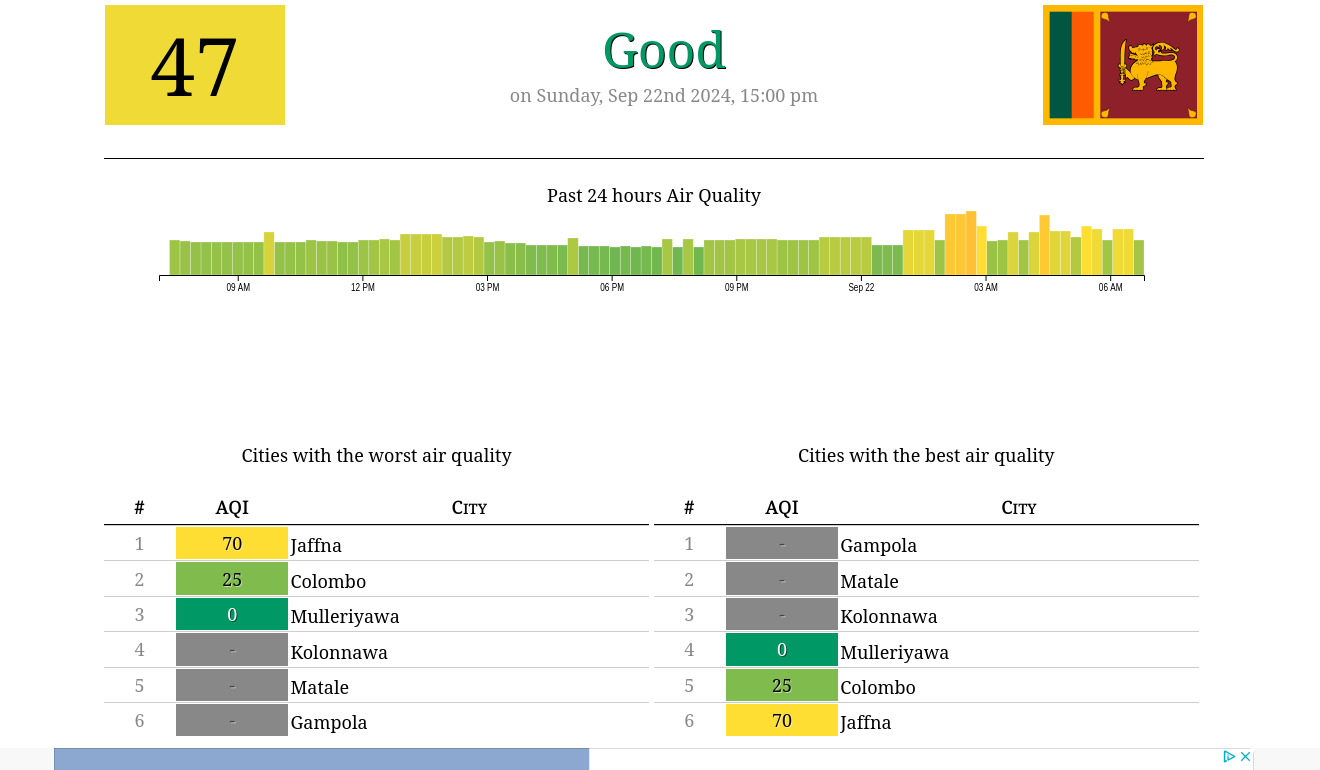 47
Good
on Sunday, Sep 22nd 2024, 15:00 pm
Past 24 hours Air Quality
09 AM 12 PM 03 PM 06 PM 09 PM Sep 22 03 AM 06 AM
Cities with the worst air quality
# AQI City
1 70 Jaffna
2 25 Colombo
3 0 Mulleriyawa
4 - Kolonnawa
5 - Matale
6 - Gampola
Cities with the best air quality
# AQI City
1 - Gampola
2 - Matale
3 - Kolonnawa
4 0 Mulleriyawa
5 25 Colombo
6 70 Jaffna